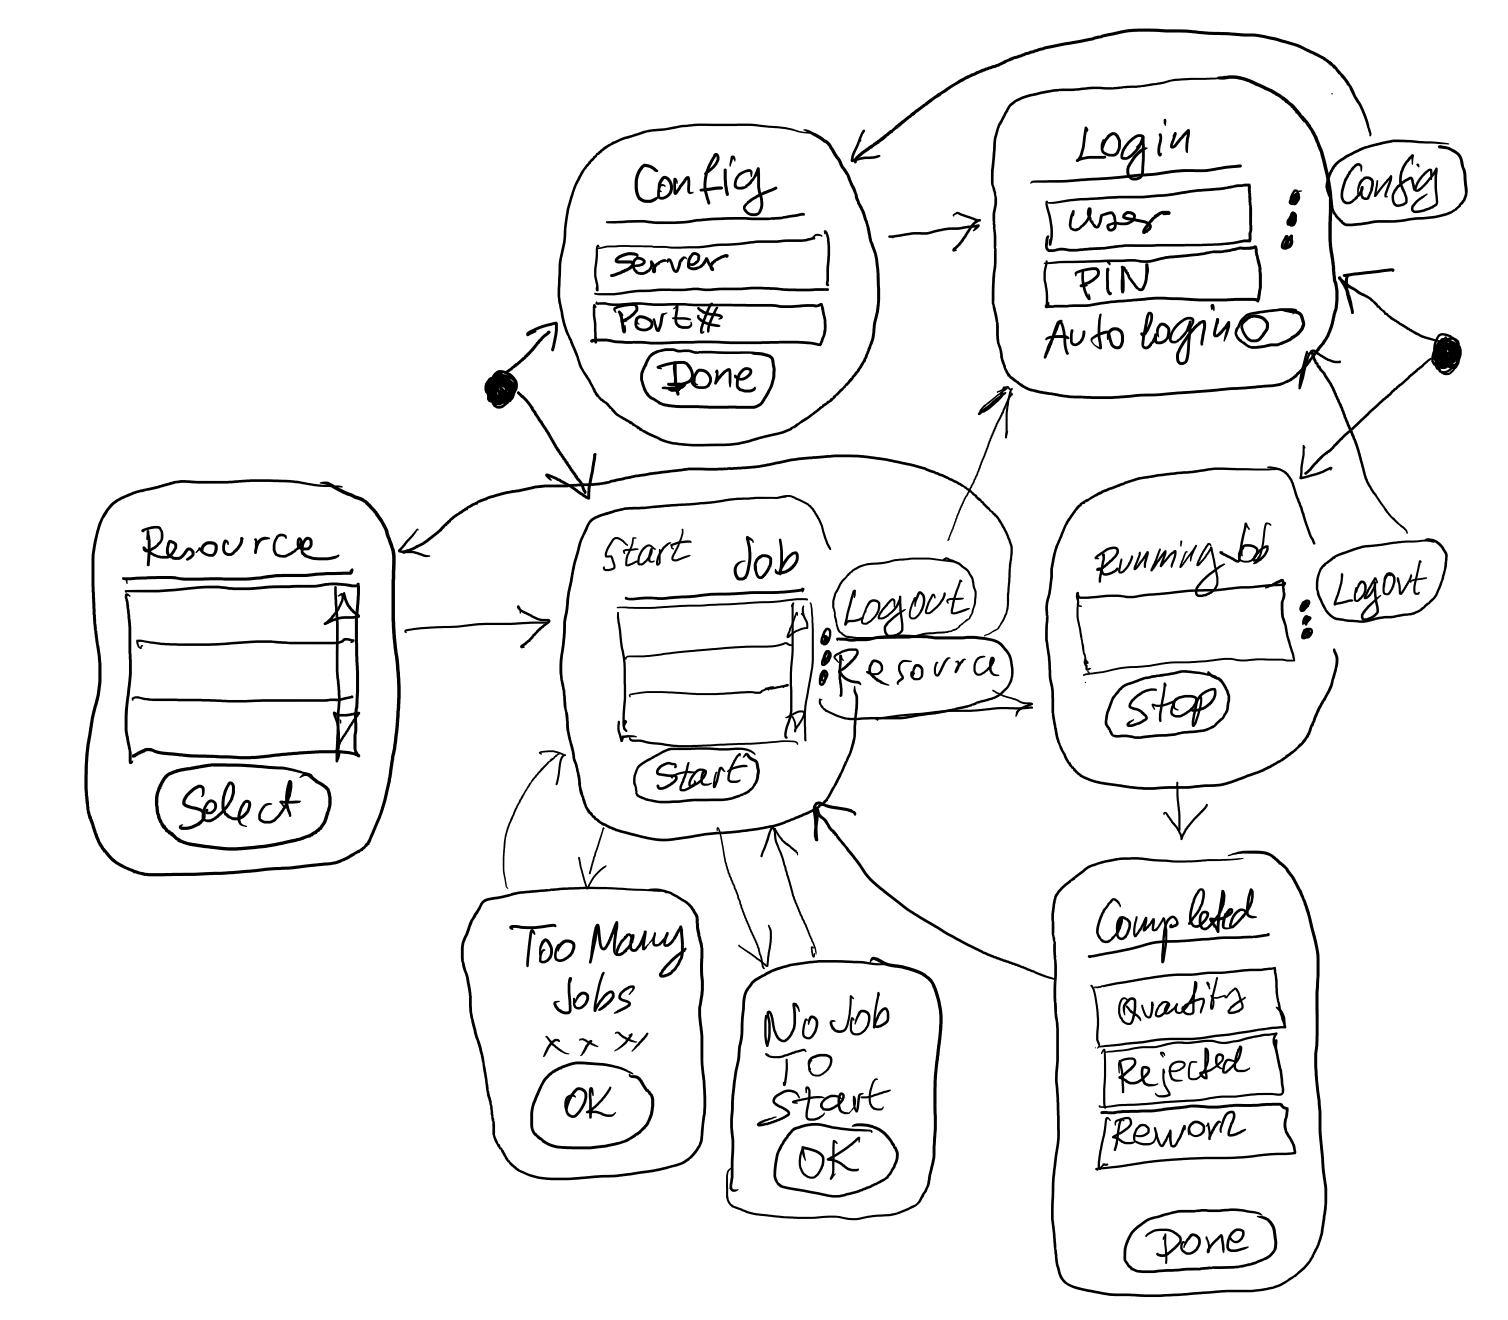 Login
User
PIN
Auto login
Config
Config
Server
Port#
Done
Resource
Select
Start Job
Logout
Resource
Start
Running Job
Logout
Stop
Too Many
Jobs
x x x
OK
No Job
To
Start
OK
Completed
Quantity
Rejected
Rework
Done